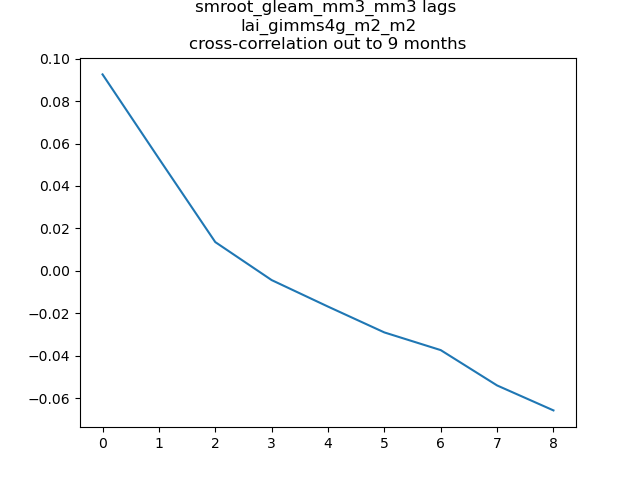 smroot_gleam_mm3_mm3 lags
lai_gimms4g_m2_m2
cross-correlation out to 9 months
0.10
0.08
0.06
0.04
0.02
0.00
−0.02
−0.04
−0.06
0 1 2 3 4 5 6 7 8